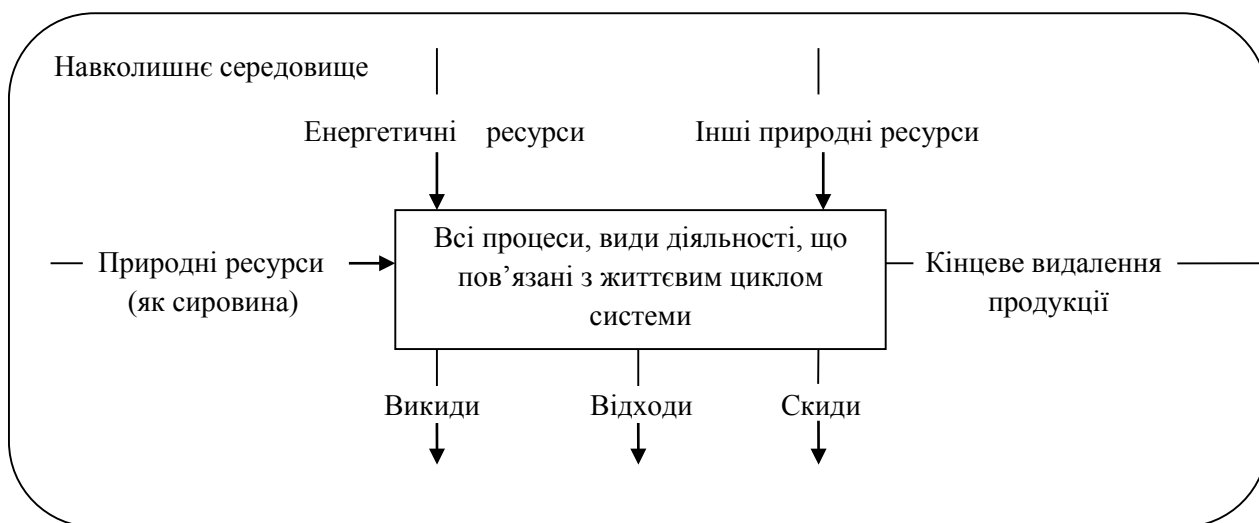 Навколишнє середовище
Енергетичні ресурси
Інші природні ресурси
Всі процеси, види діяльності, що
пов’язані з життєвим циклом
системи
Природні ресурси
(як сировина)
Кінцеве видалення
продукції
Викиди
Відходи
Скиди